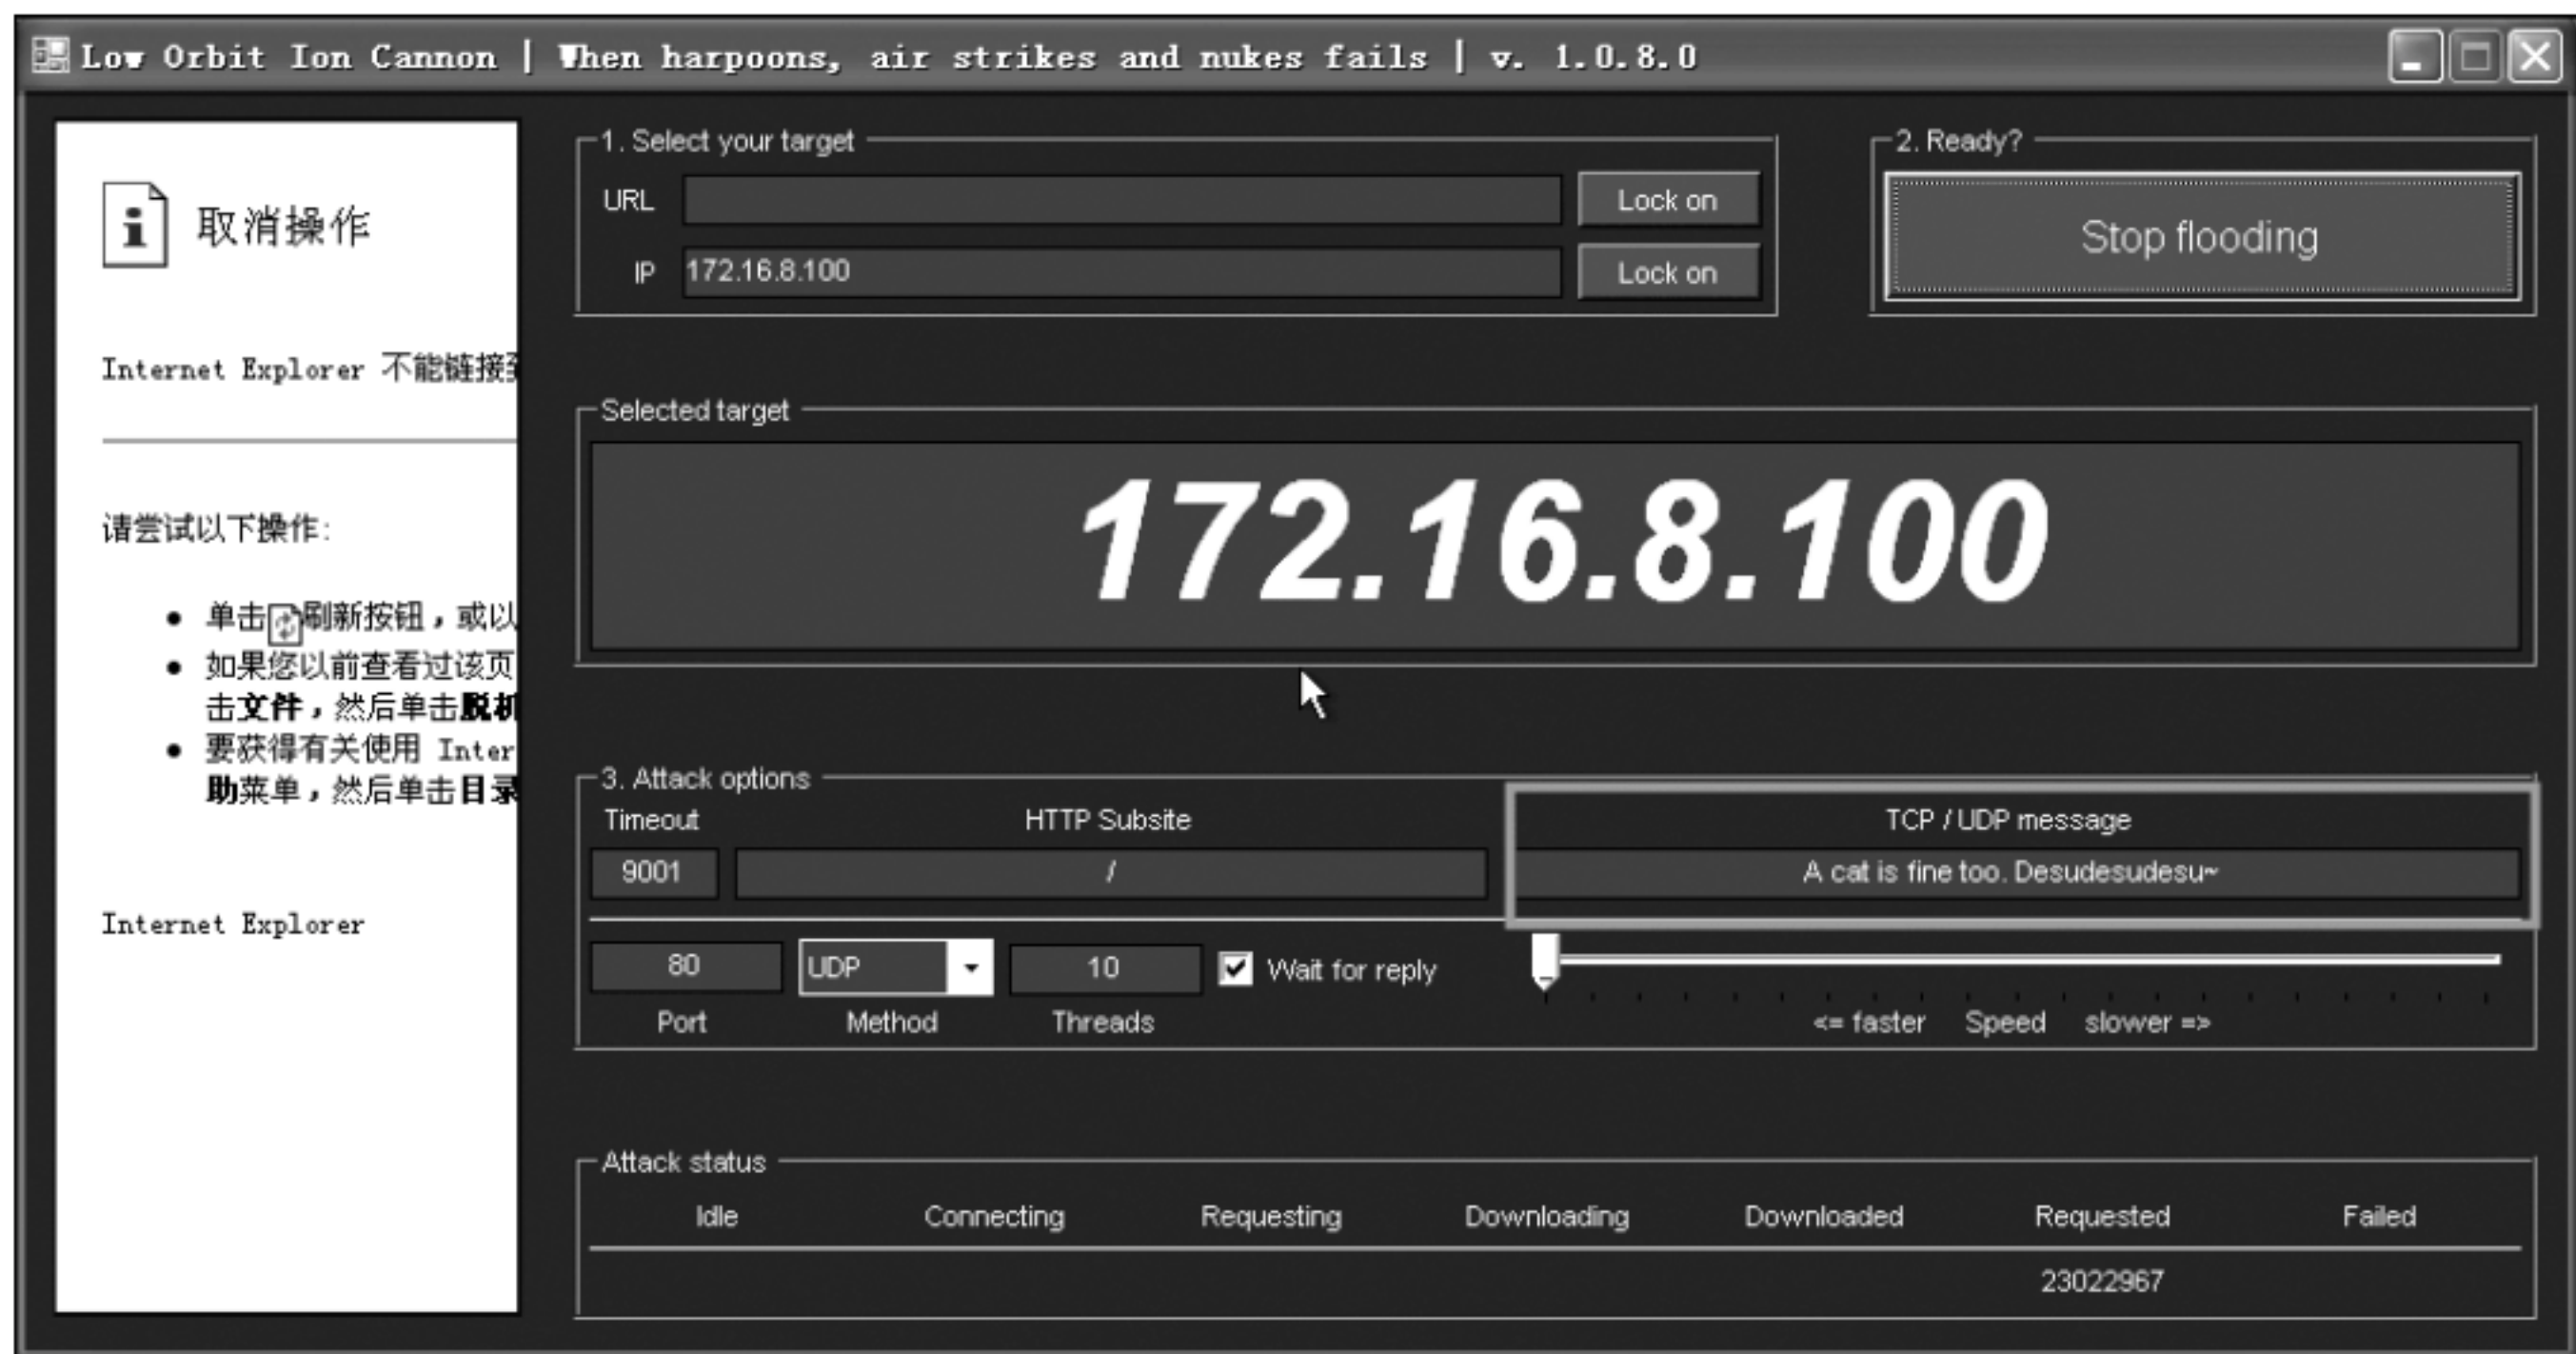 Low Orbit Ion Cannon | When harpoons, air strikes and nukes fails | v. 1.0.8.0
取消操作
Internet Explorer 不能链接到
请尝试以下操作:
单击刷新按钮，或以
如果您以前查看过该页
击文件，然后单击脱机
要获得有关使用 Inter
助菜单，然后单击目录
Internet Explorer
1. Select your target
URL Lock on
IP 172.16.8.100 Lock on
2. Ready?
Stop flooding
Selected target
172.16.8.100
3. Attack options
Timeout HTTP Subsite TCP / UDP message
9001 / A cat is fine too. Desudesudesu~
80 UDP 10 Wait for reply
Port Method Threads <= faster Speed slower =>
Attack status
Idle Connecting Requesting Downloading Downloaded Requested Failed
23022967